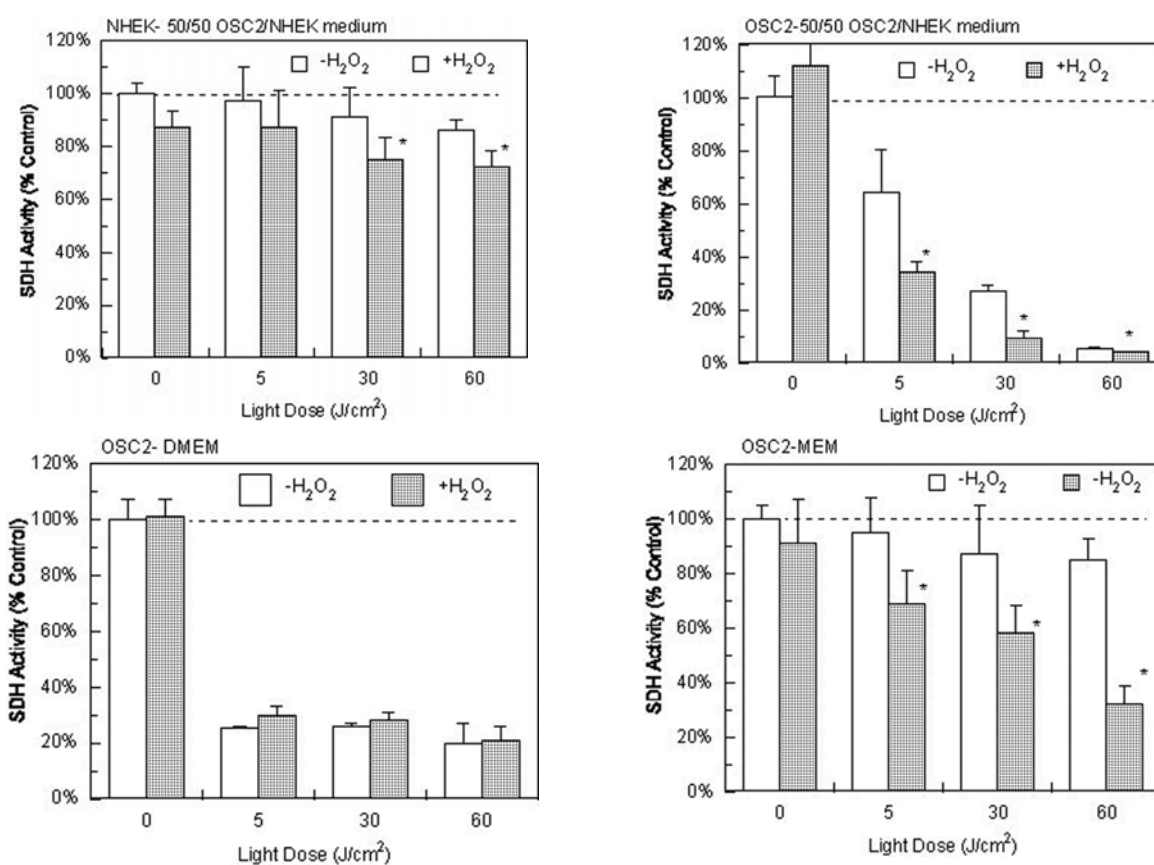 NHEK- 50/50 OSC2/NHEK medium
120%
100%
80%
60%
40%
20%
0%
SDH Activity (% Control)
-H₂O₂ +H₂O₂
*
*
0 5 30 60
Light Dose (J/cm²)
OSC2-50/50 OSC2/NHEK medium
120%
100%
80%
60%
40%
20%
0%
SDH Activity (% Control)
-H₂O₂ +H₂O₂
*
*
*
0 5 30 60
Light Dose (J/cm²)
OSC2- DMEM
120%
100%
80%
60%
40%
20%
0%
SDH Activity (% Control)
-H₂O₂ +H₂O₂
0 5 30 60
Light Dose (J/cm²)
OSC2-MEM
120%
100%
80%
60%
40%
20%
0%
SDH Activity (% Control)
-H₂O₂ -H₂O₂
*
*
*
0 5 30 60
Light Dose (J/cm²)